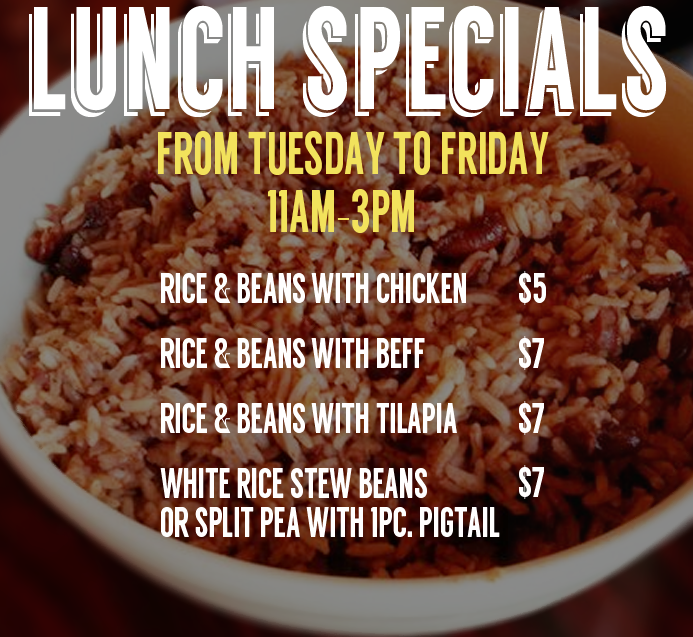 LUNCH SPECIALS
FROM TUESDAY TO FRIDAY
11AM-3PM
RICE & BEANS WITH CHICKEN $5
RICE & BEANS WITH BEFF $7
RICE & BEANS WITH TILAPIA $7
WHITE RICE STEW BEANS $7
OR SPLIT PEA WITH 1PC. PIGTAIL